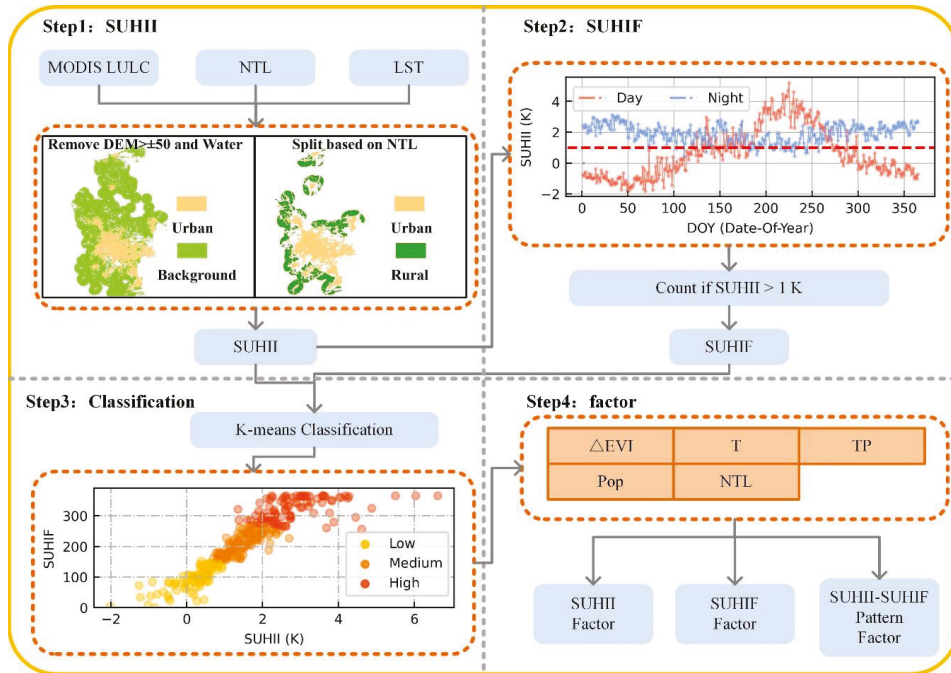 Step1：SUHII
MODIS LULC
NTL
LST
Remove DEM>±50 and Water
Urban
Background
Split based on NTL
Urban
Rural
SUHII
Step2：SUHIF
SUHII (K)
4
2
0
−2
Day
Night
0
50
100
150
200
250
300
350
DOY (Date-Of-Year)
Count if SUHII > 1 K
SUHIF
Step3：Classification
K-means Classification
SUHIF
300
200
100
0
Low
Medium
High
−2
0
2
4
6
SUHII (K)
Step4：factor
△EVI
T
TP
Pop
NTL
SUHII
Factor
SUHIF
Factor
SUHII-SUHIF
Pattern
Factor